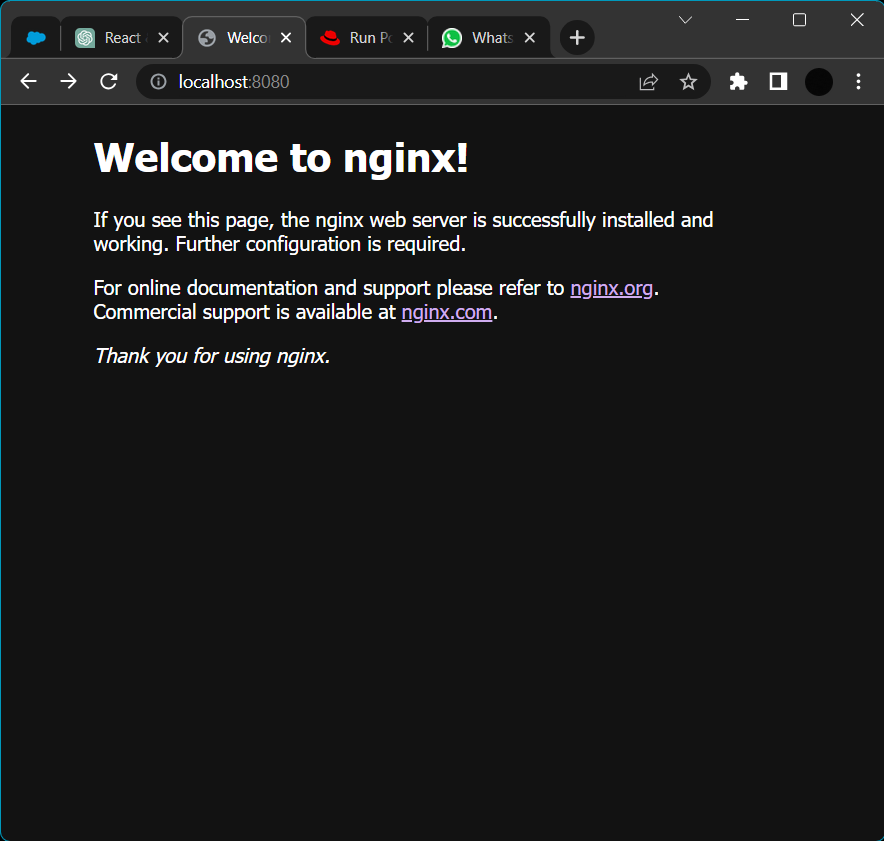 React
Welco
Run Po
Whats
localhost:8080
Welcome to nginx!
If you see this page, the nginx web server is successfully installed and
working. Further configuration is required.
For online documentation and support please refer to nginx.org.
Commercial support is available at nginx.com.
Thank you for using nginx.